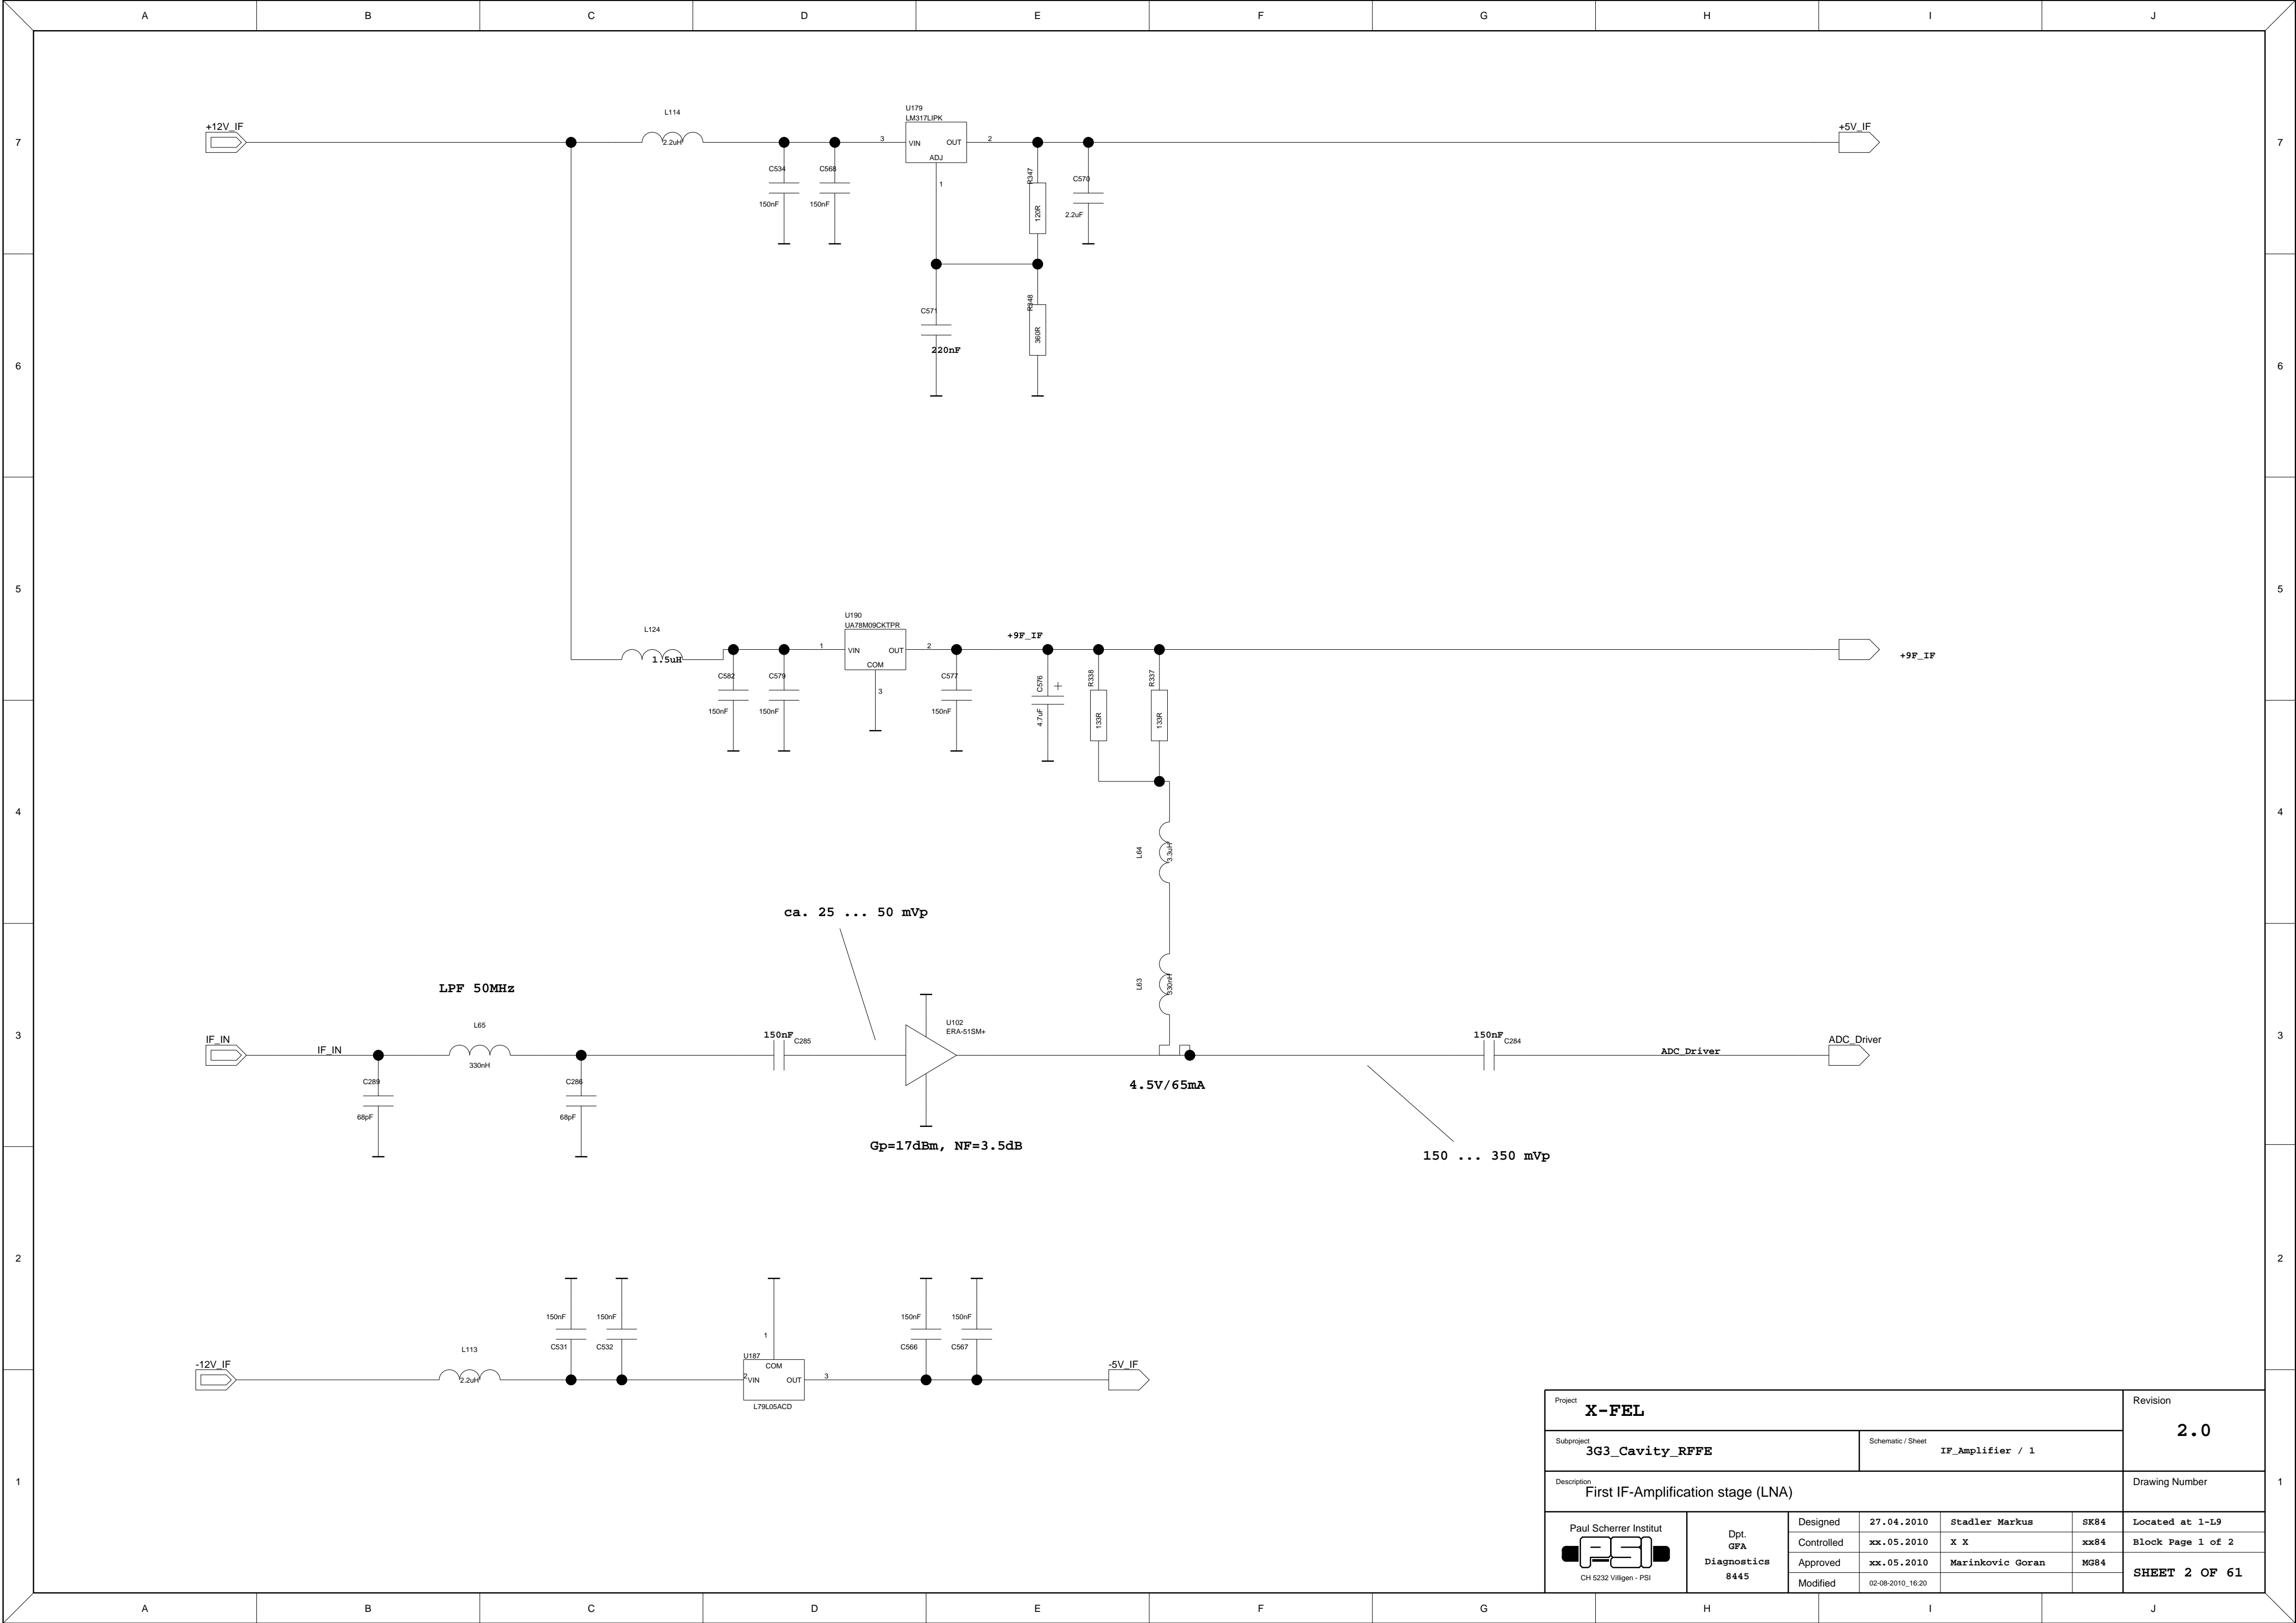 A B C D E F G H I J
7 7
6 6
5 5
4 4
3 3
2 2
1 1
+12V_IF
L114
2.2uH
C534
150nF
C568
150nF
U179
LM317LIPK
3 VIN OUT 2
ADJ
1
R347
120R
C570
2.2uF
+5V_IF
C571
220nF
R348
360R
L124
1.5uH
C582
150nF
C579
150nF
U190
UA78M09CKTPR
1 VIN OUT 2
COM
3
+9F_IF
C577
150nF
C576
+
4.7uF
R338
133R
R337
133R
+9F_IF
L64
3.3uH
L63
330nH
ca. 25 ... 50 mVp
LPF 50MHz
IF_IN
IF_IN
L65
330nH
C289
68pF
C286
68pF
150nF
C285
U102
ERA-51SM+
Gp=17dBm, NF=3.5dB
4.5V/65mA
150nF
C284
ADC_Driver
ADC_Driver
150 ... 350 mVp
-12V_IF
L113
2.2uH
150nF
C531
150nF
C532
1
U187
COM
2 VIN OUT 3
L79L05ACD
150nF
C566
150nF
C567
-5V_IF
Project X-FEL
Revision
2.0
Subproject 3G3_Cavity_RFFE
Schematic / Sheet IF_Amplifier / 1
Description First IF-Amplification stage (LNA)
Drawing Number
Paul Scherrer Institut
PSI
CH 5232 Villigen - PSI
Dpt.
GFA
Diagnostics
8445
Designed 27.04.2010 Stadler Markus SK84
Controlled xx.05.2010 X X xx84
Approved xx.05.2010 Marinkovic Goran MG84
Modified 02-08-2010_16:20
Located at 1-L9
Block Page 1 of 2
SHEET 2 OF 61
A B C D E F G H I J